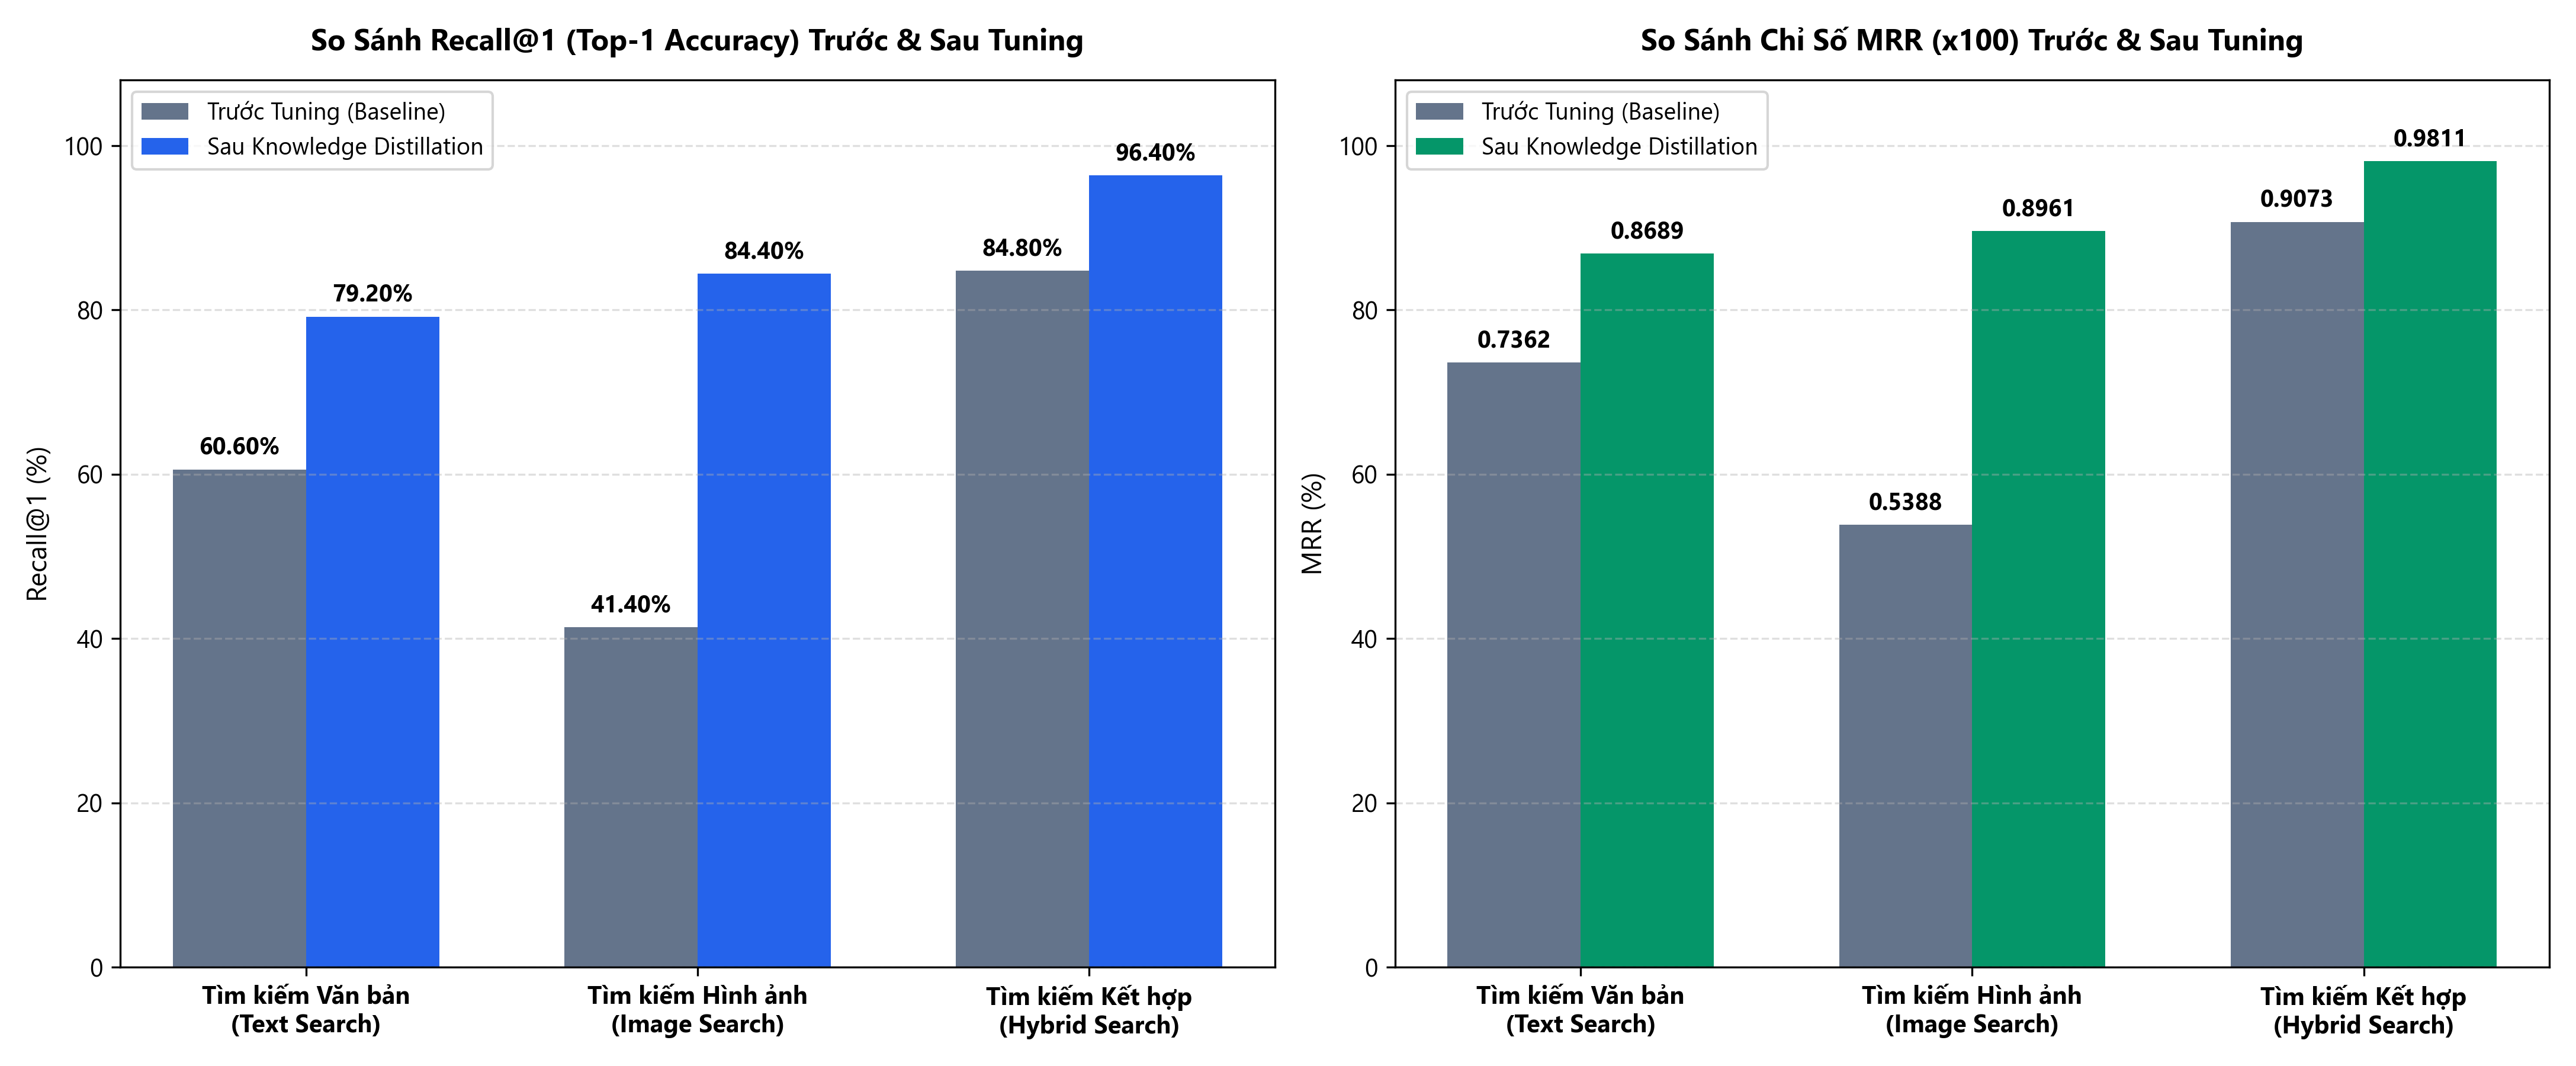 So Sánh Recall@1 (Top-1 Accuracy) Trước & Sau Tuning
Trước Tuning (Baseline)
Sau Knowledge Distillation
Recall@1 (%)
100
80
60
40
20
0
60.60%
79.20%
41.40%
84.40%
84.80%
96.40%
Tìm kiếm Văn bản
(Text Search)
Tìm kiếm Hình ảnh
(Image Search)
Tìm kiếm Kết hợp
(Hybrid Search)
So Sánh Chỉ Số MRR (x100) Trước & Sau Tuning
Trước Tuning (Baseline)
Sau Knowledge Distillation
MRR (%)
100
80
60
40
20
0
0.7362
0.8689
0.5388
0.8961
0.9073
0.9811
Tìm kiếm Văn bản
(Text Search)
Tìm kiếm Hình ảnh
(Image Search)
Tìm kiếm Kết hợp
(Hybrid Search)